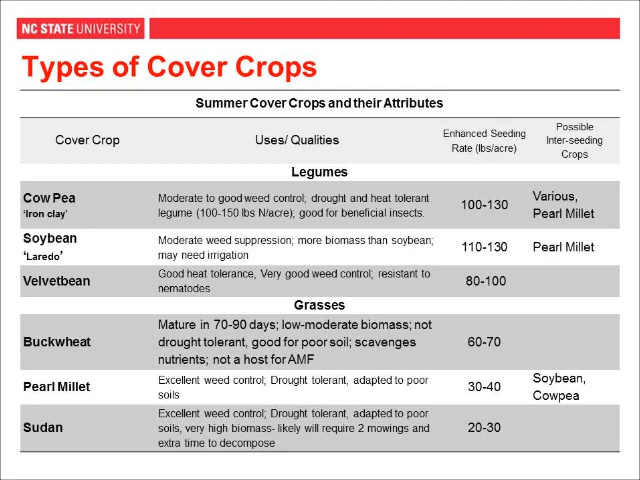 NC STATE UNIVERSITY
Types of Cover Crops
Summer Cover Crops and their Attributes
Cover Crop
Uses/ Qualities
Enhanced Seeding
Rate (lbs/acre)
Possible
Inter-seeding
Crops
Legumes
Cow Pea
'Iron clay'
Moderate to good weed control; drought and heat tolerant
legume (100-150 lbs N/acre); good for beneficial insects.
100-130
Various,
Pearl Millet
Soybean
'Laredo'
Moderate weed suppression; more biomass than soybean;
may need irrigation
110-130
Pearl Millet
Velvetbean
Good heat tolerance, Very good weed control; resistant to
nematodes
80-100
Grasses
Buckwheat
Mature in 70-90 days; low-moderate biomass; not
drought tolerant, good for poor soil; scavenges
nutrients; not a host for AMF
60-70
Pearl Millet
Excellent weed control; Drought tolerant, adapted to poor
soils
30-40
Soybean,
Cowpea
Sudan
Excellent weed control; Drought tolerant, adapted to poor
soils, very high biomass- likely will require 2 mowings and
extra time to decompose
20-30